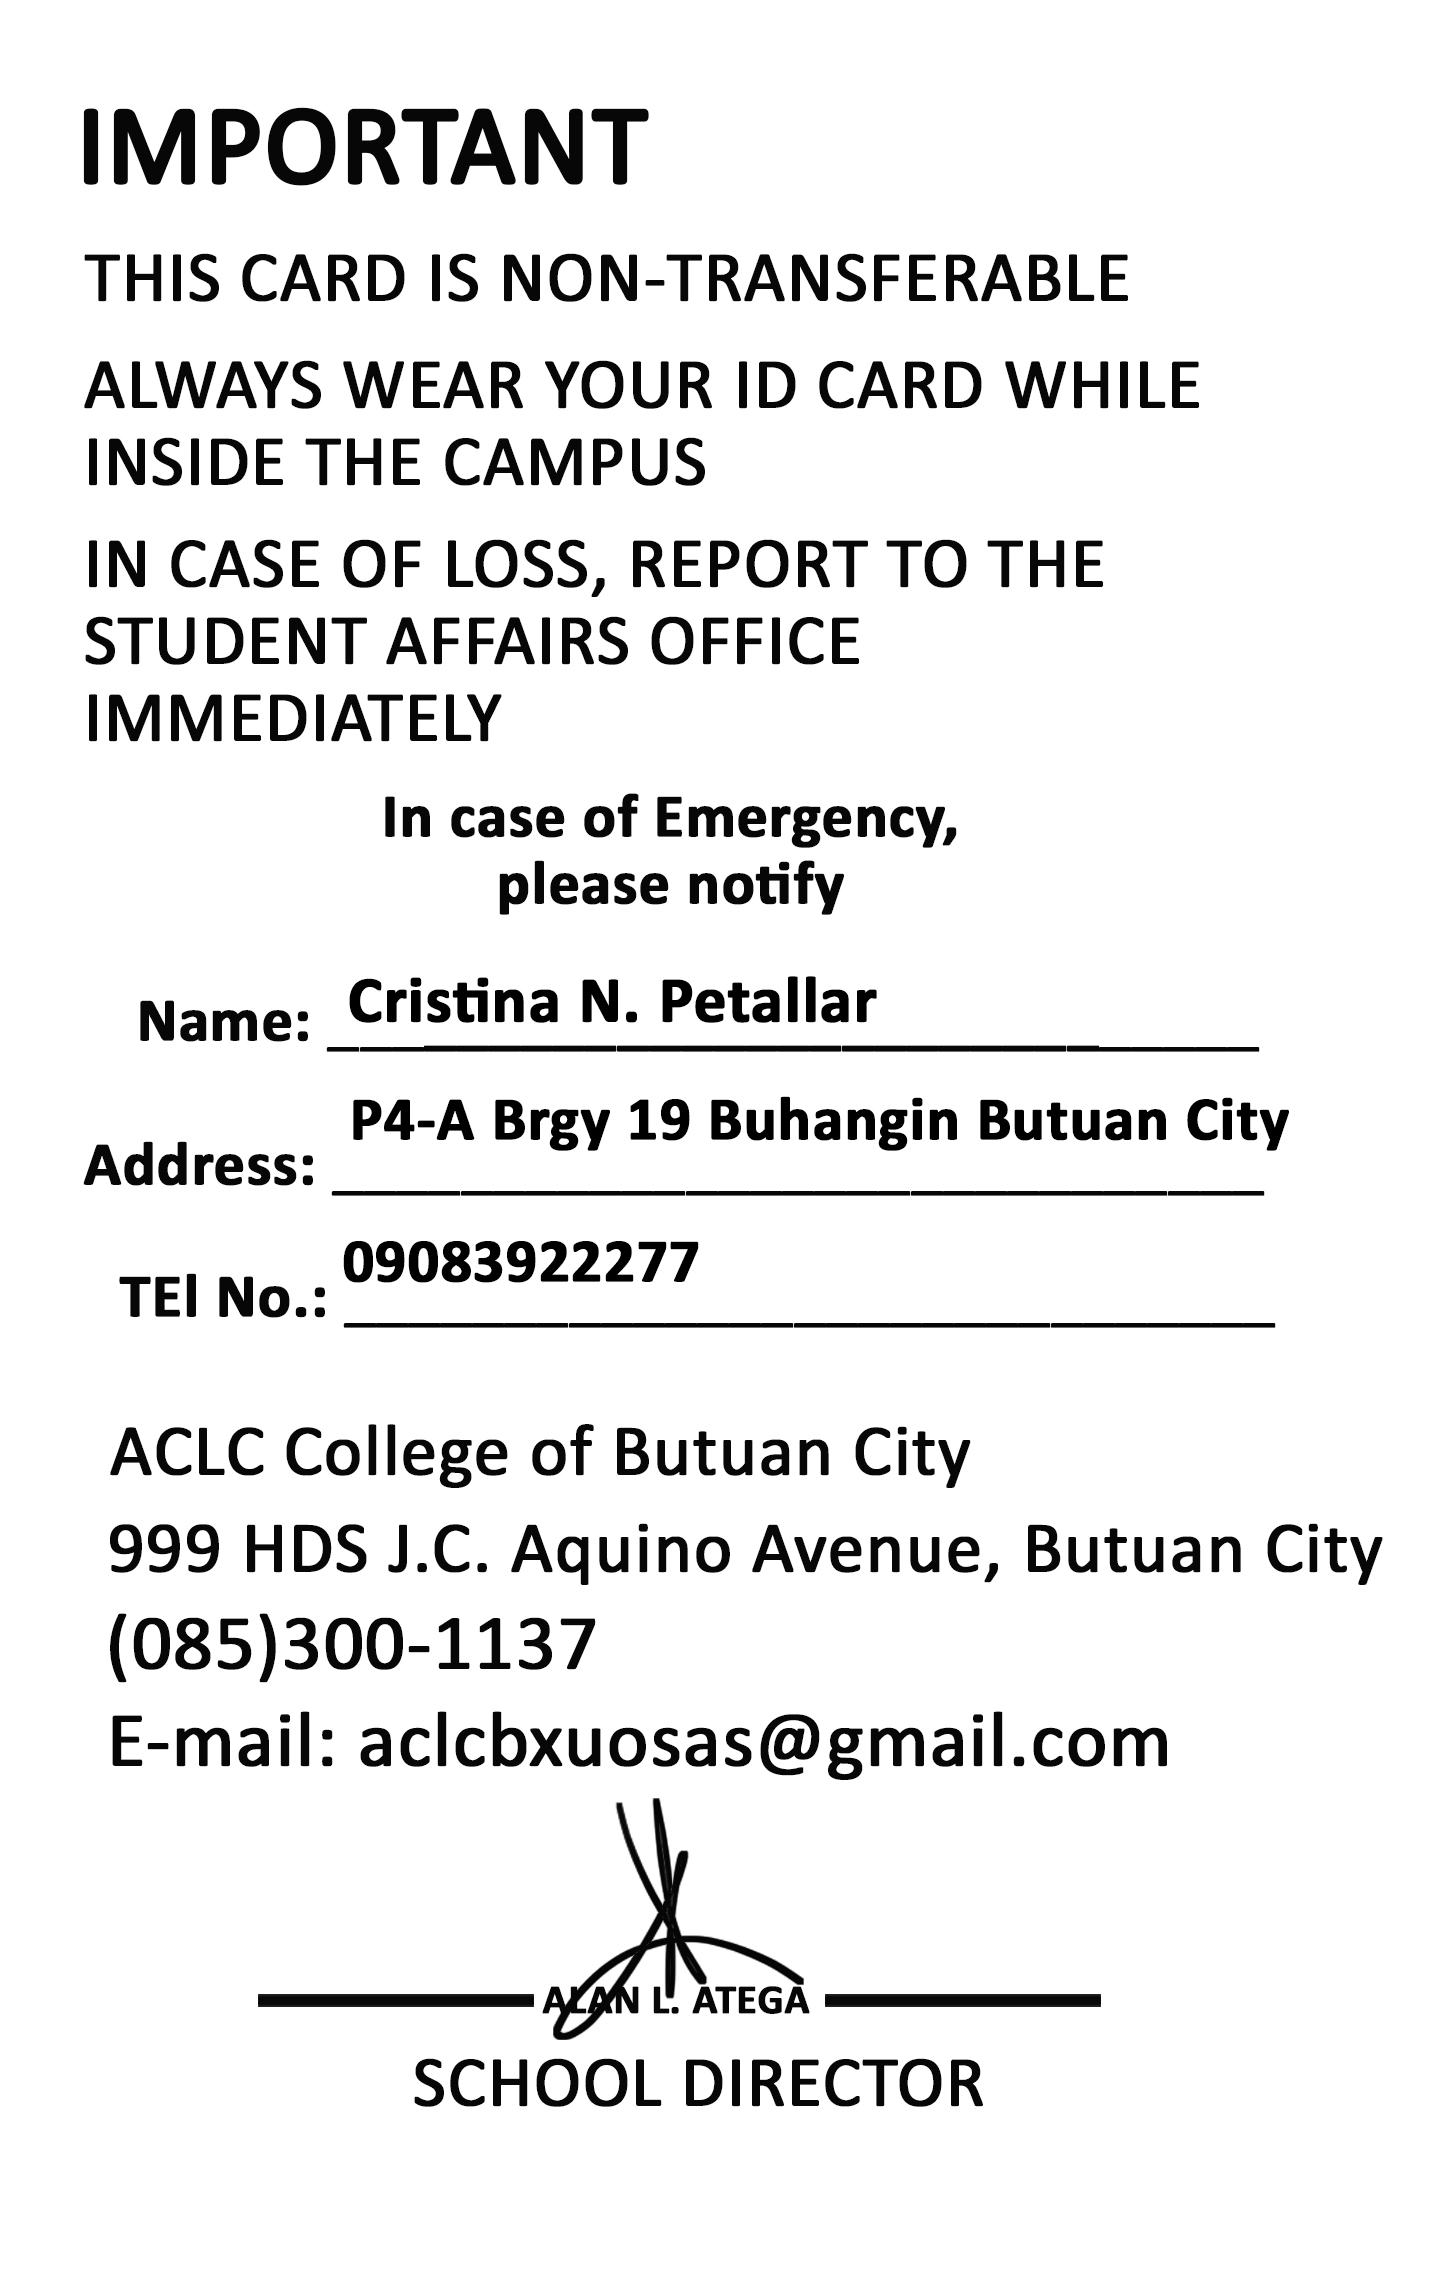 IMPORTANT
THIS CARD IS NON-TRANSFERABLE
ALWAYS WEAR YOUR ID CARD WHILE
INSIDE THE CAMPUS
IN CASE OF LOSS, REPORT TO THE
STUDENT AFFAIRS OFFICE
IMMEDIATELY
In case of Emergency,
please notify
Name: Cristina N. Petallar
Address: P4-A Brgy 19 Buhangin Butuan City
TEl No.: 09083922277
ACLC College of Butuan City
999 HDS J.C. Aquino Avenue, Butuan City
(085)300-1137
E-mail: aclcbxuosas@gmail.com
ALAN L. ATEGA
SCHOOL DIRECTOR